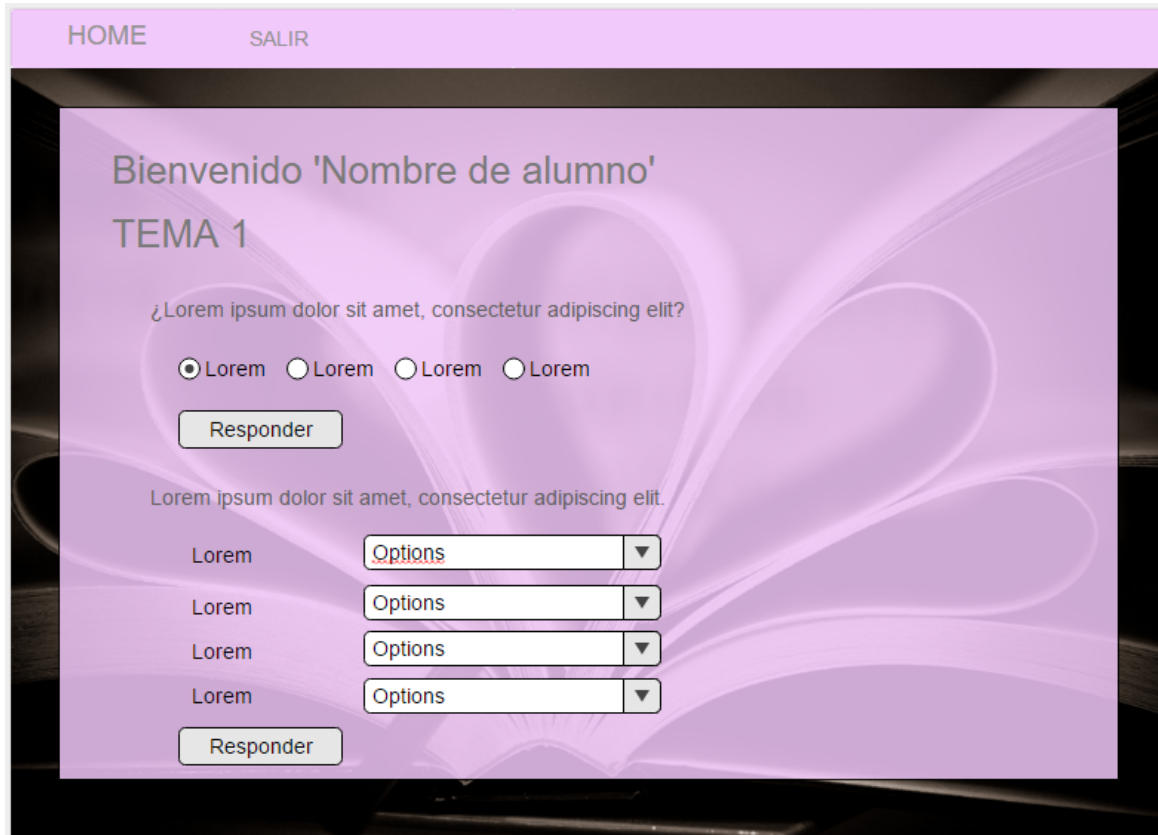 HOME SALIR
Bienvenido 'Nombre de alumno'
TEMA 1
¿Lorem ipsum dolor sit amet, consectetur adipiscing elit?
Lorem Lorem Lorem Lorem
Responder
Lorem ipsum dolor sit amet, consectetur adipiscing elit.
Lorem Options
Lorem Options
Lorem Options
Lorem Options
Responder